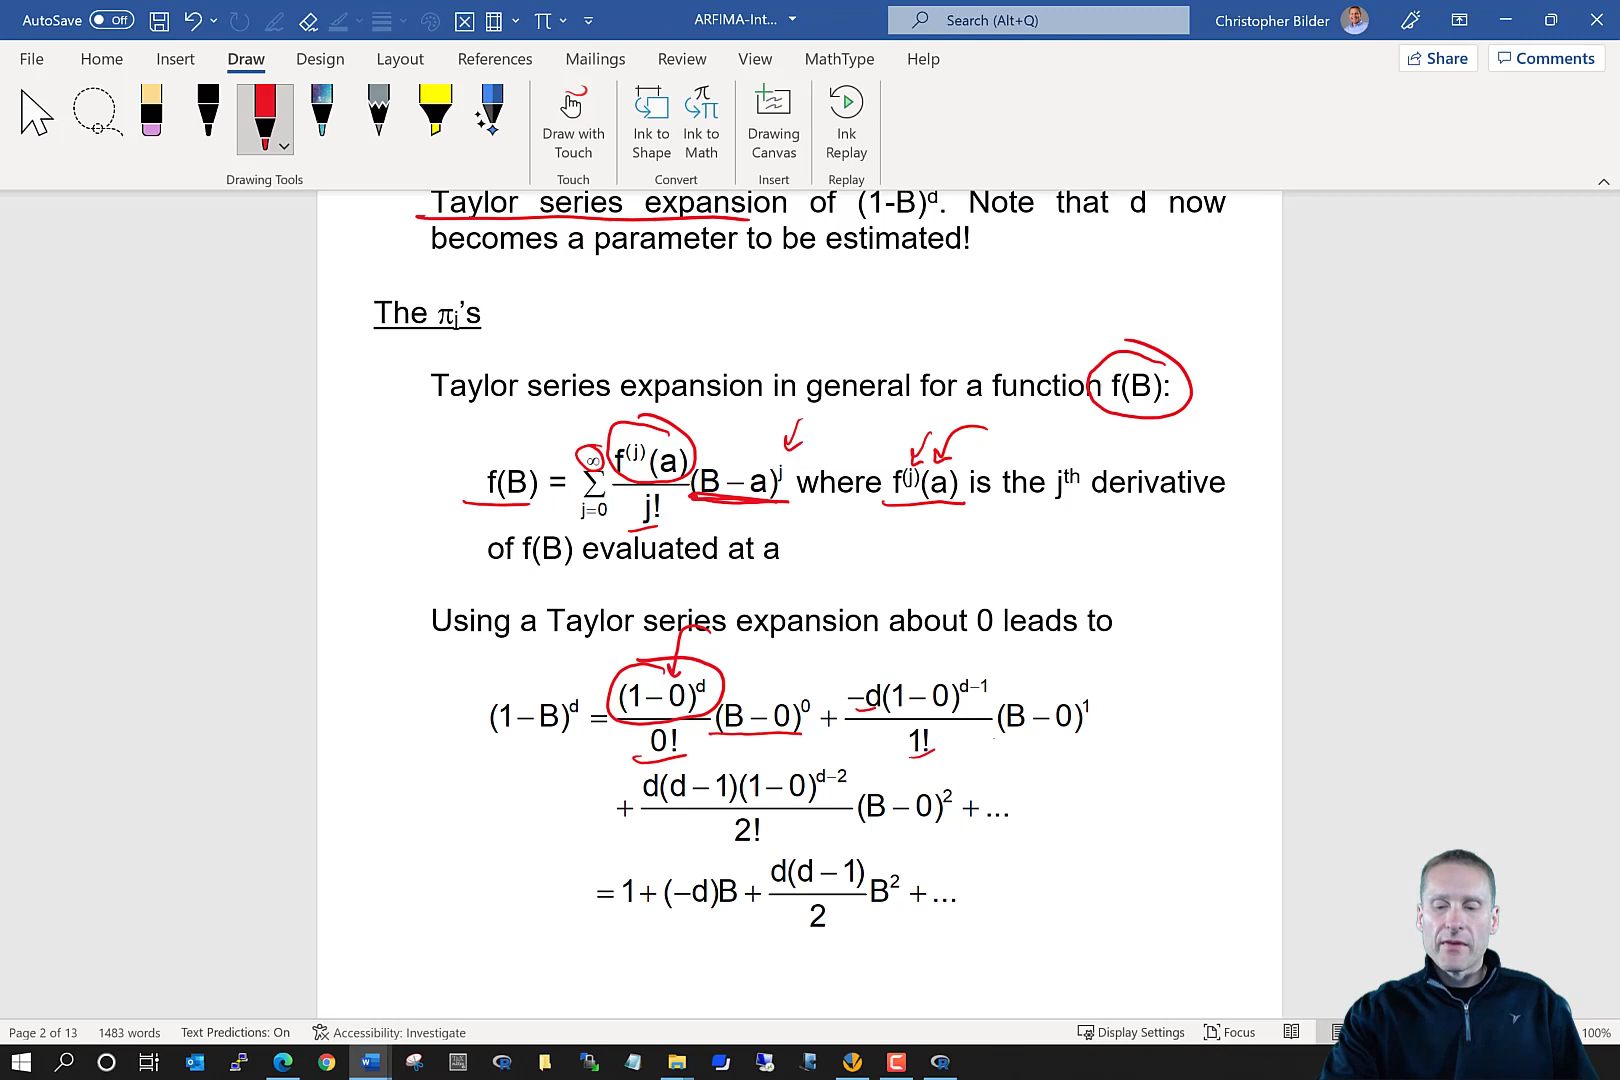 AutoSave Off ARFIMA-Int... Search (Alt+Q) Christopher Bilder
File Home Insert Draw Design Layout References Mailings Review View MathType Help Share Comments
Draw with Touch Ink to Shape Ink to Math Drawing Canvas Ink Replay
Drawing Tools Touch Convert Insert Replay
Taylor series expansion of (1-B)ᵈ. Note that d now
becomes a parameter to be estimated!
The πⱼ's
Taylor series expansion in general for a function f(B):
f(B) = ∑_{j=0}^{∞} f^{(j)}(a)/j! (B − a)^j where f^{(j)}(a) is the j^{th} derivative
of f(B) evaluated at a
Using a Taylor series expansion about 0 leads to
(1 − B)^d = (1 − 0)^d/0! (B − 0)^0 + −d(1 − 0)^{d−1}/1! (B − 0)^1
+ d(d − 1)(1 − 0)^{d−2}/2! (B − 0)^2 + ...
= 1 + (−d)B + d(d − 1)/2 B^2 + ...
Page 2 of 13 1483 words Text Predictions: On Accessibility: Investigate Display Settings Focus 100%